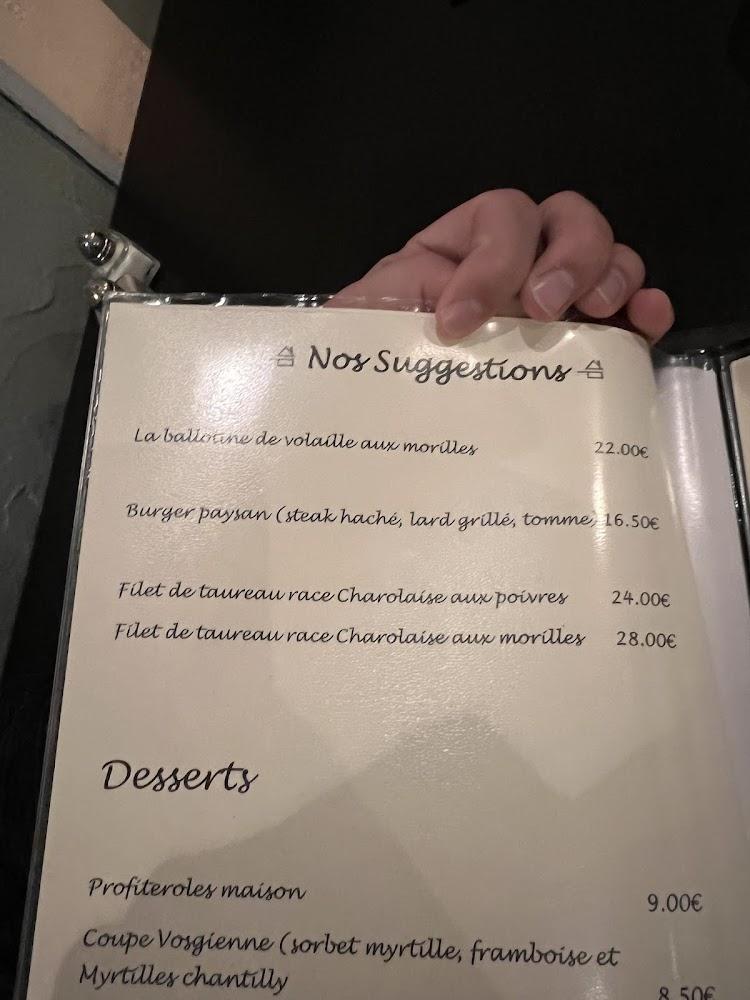 Nos Suggestions
La ballotine de volaille aux morilles 22.00€
Burger paysan (steak haché, lard grillé, tomme) 16.50€
Filet de taureau race Charolaise aux poivres 24.00€
Filet de taureau race Charolaise aux morilles 28.00€
Desserts
Profiteroles maison 9.00€
Coupe Vosgienne (sorbet myrtille, framboise et
Myrtilles chantilly 8.50€